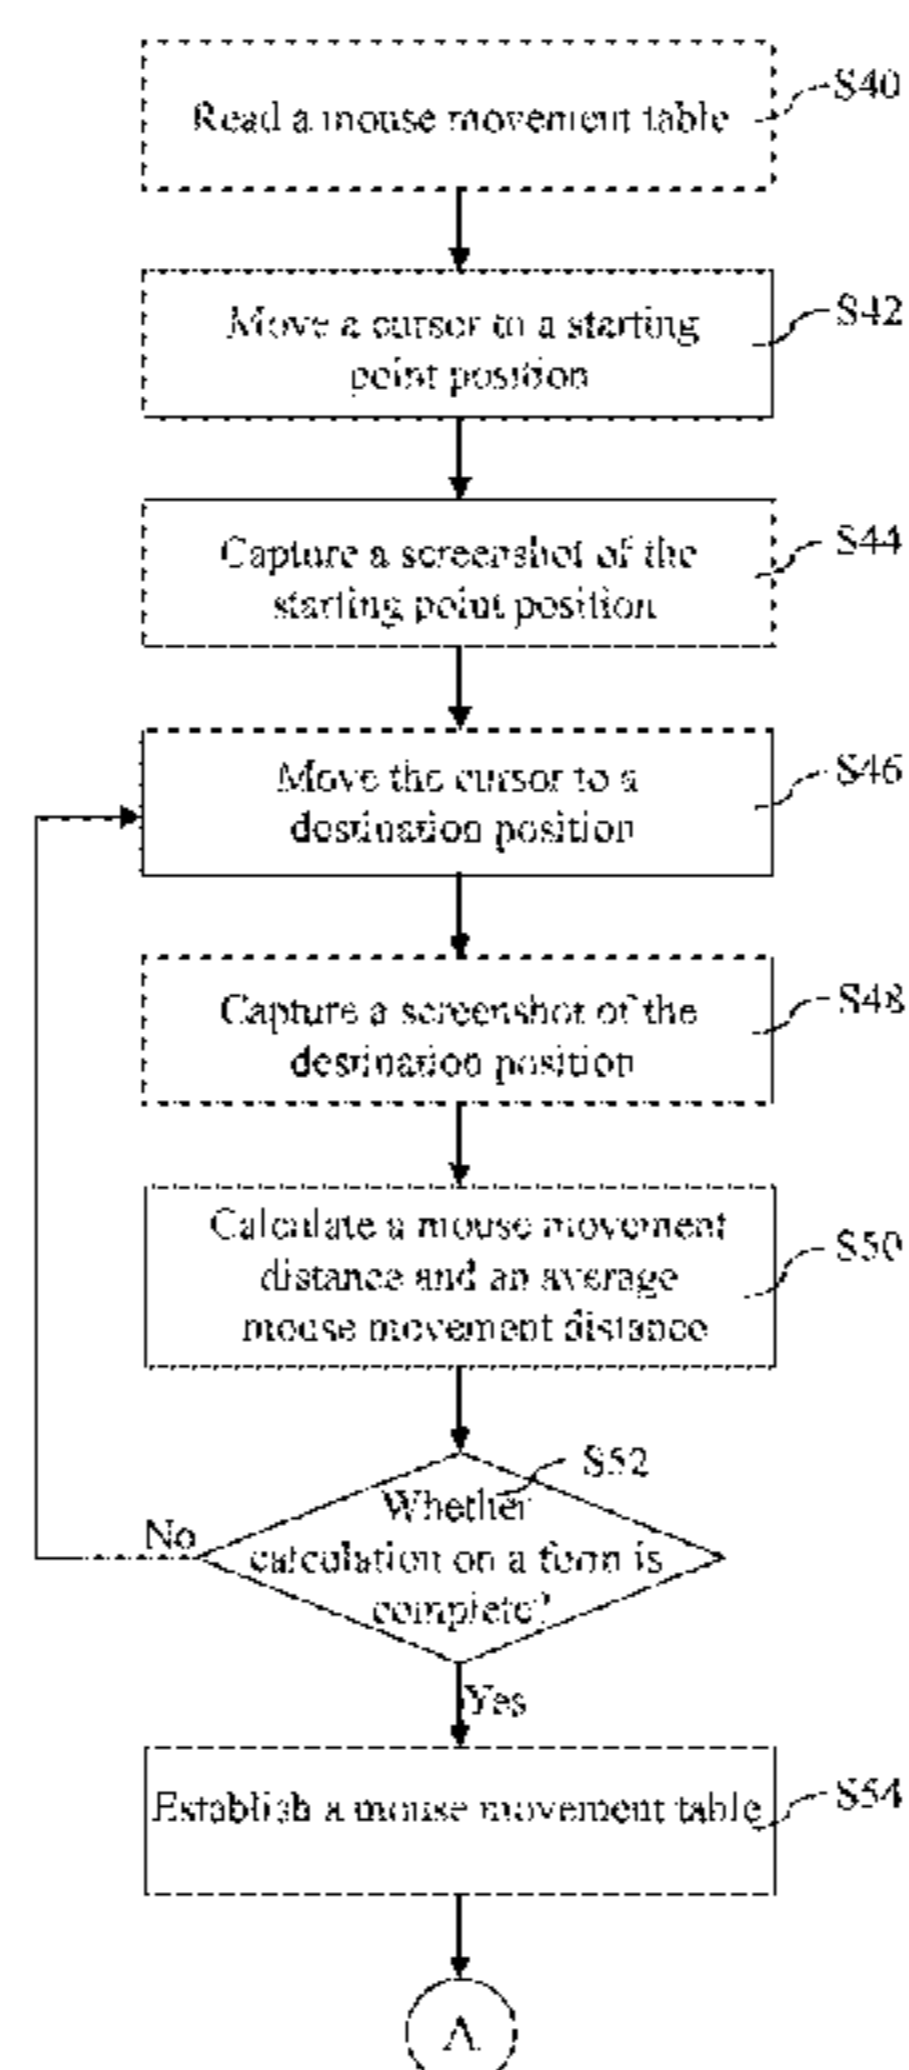 Read a mouse movement table
S40
Move a cursor to a starting
point position
S42
Capture a screenshot of the
starting point position
S44
Move the cursor to a
destination position
S46
Capture a screenshot of the
destination position
S48
Calculate a mouse movement
distance and an average
mouse movement distance
S50
S52
Whether
calculation on a form is
complete?
No
Yes
Establish a mouse movement table
S54
A